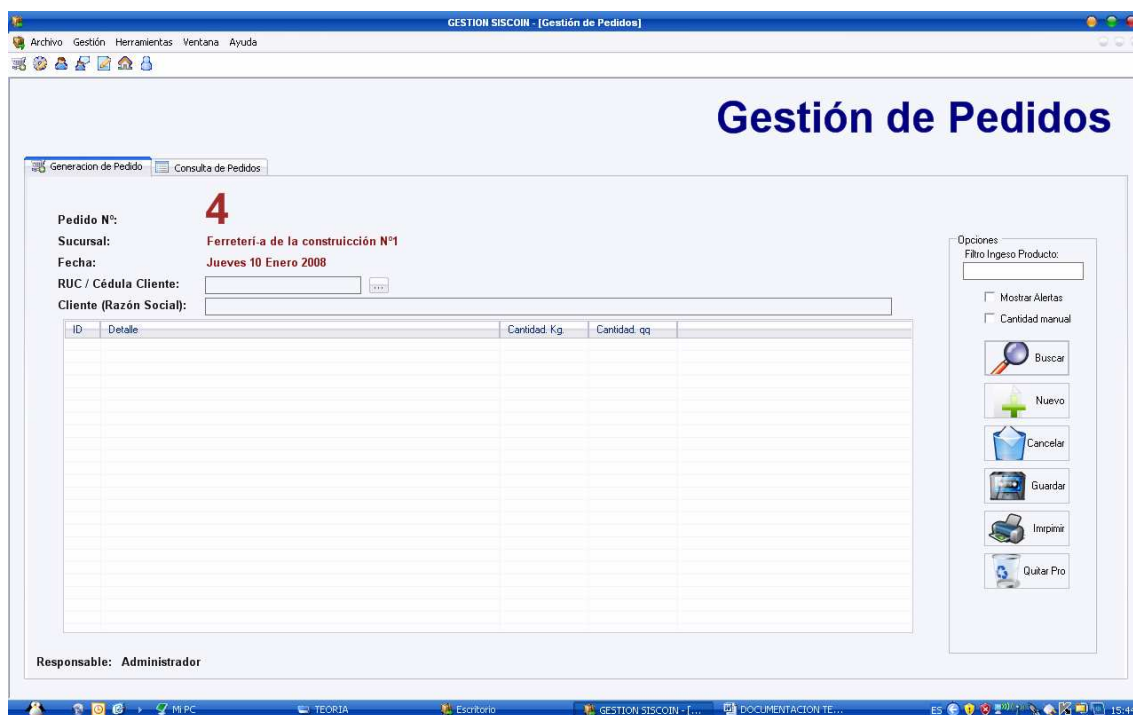 GESTION SISCOIN - [Gestión de Pedidos]
Archivo Gestión Herramientas Ventana Ayuda
Gestión de Pedidos
Generacion de Pedido Consulta de Pedidos
Pedido Nº: 4
Sucursal: Ferreterí-a de la construicción Nº1
Fecha: Jueves 10 Enero 2008
RUC / Cédula Cliente: ...
Cliente (Razón Social):
ID Detalle Cantidad. Kg. Cantidad. qq
Opciones
Filtro Ingeso Producto:
Mostrar Alertas
Cantidad manual
Buscar
Nuevo
Cancelar
Guardar
Imrpimir
Quitar Pro
Responsable: Administrador
Mi PC TEORIA Escritorio GESTION SISCOIN - [... DOCUMENTACION TE... ES 15:44